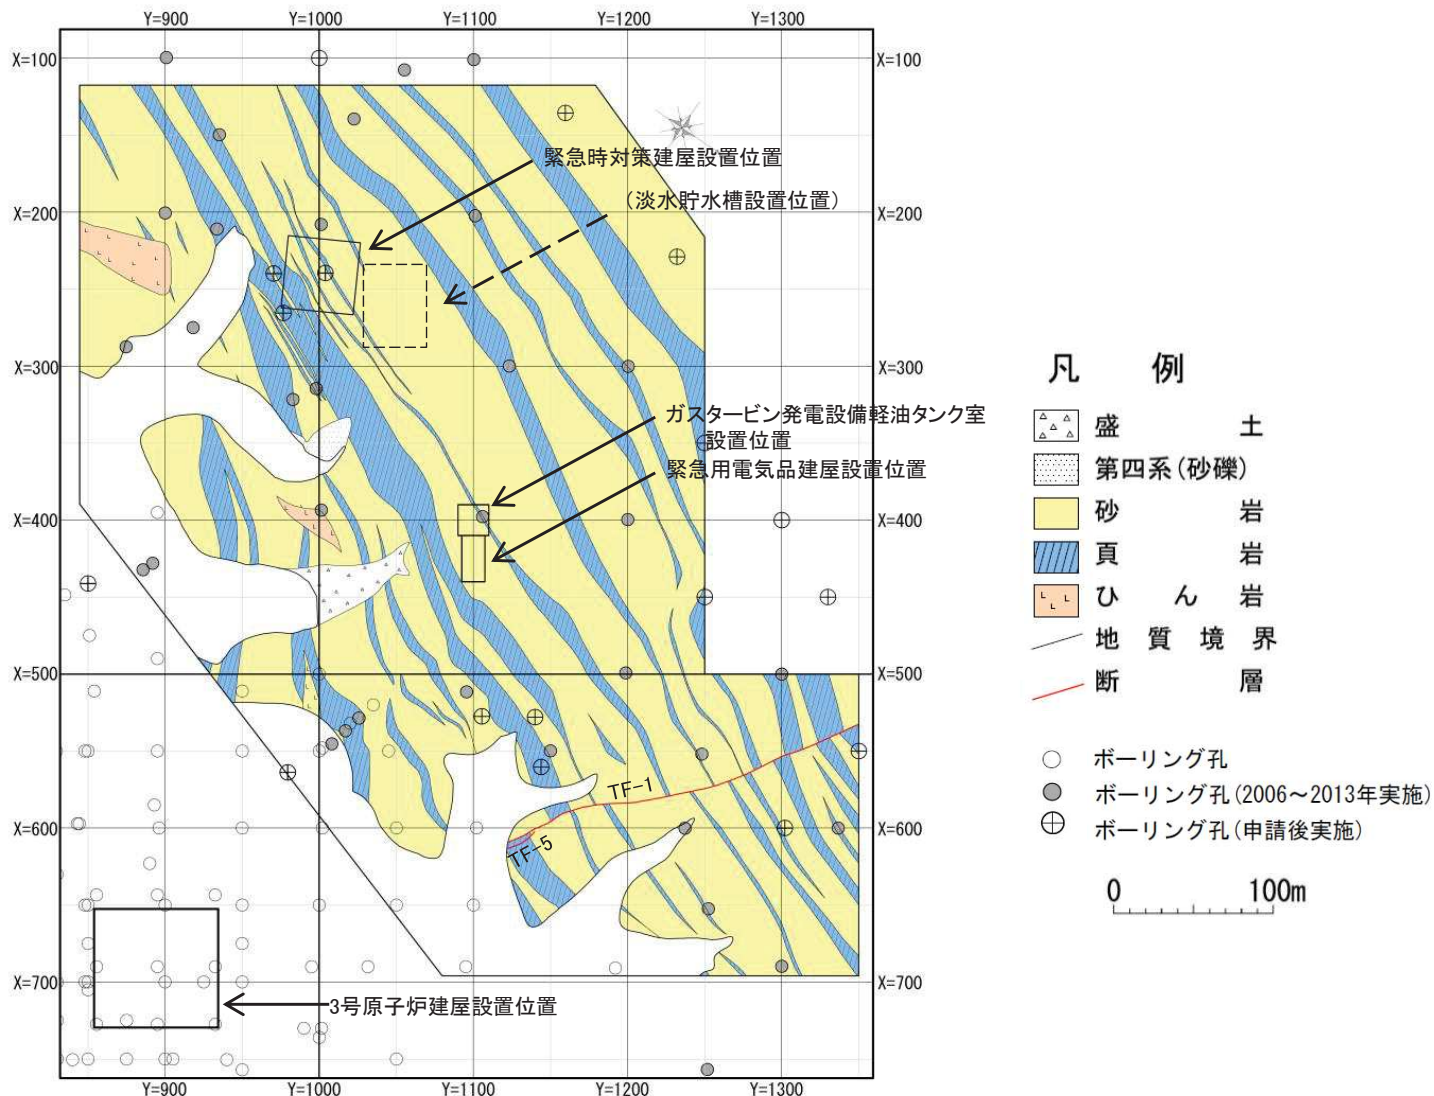 Y=900 Y=1000 Y=1100 Y=1200 Y=1300
X=100 X=100
緊急時対策建屋設置位置
(淡水貯水槽設置位置)
X=200 X=200
X=300 X=300
ガスタービン発電設備軽油タンク室
設置位置
緊急用電気品建屋設置位置
X=400 X=400
X=500 X=500
TF-1
X=600 X=600
TF-5
X=700 X=700
3号原子炉建屋設置位置
Y=900 Y=1000 Y=1100 Y=1200 Y=1300
凡 例
盛 土
第四系(砂礫)
砂 岩
頁 岩
ひ ん 岩
地 質 境 界
断 層
ボーリング孔
ボーリング孔(2006~2013年実施)
ボーリング孔(申請後実施)
0 100m